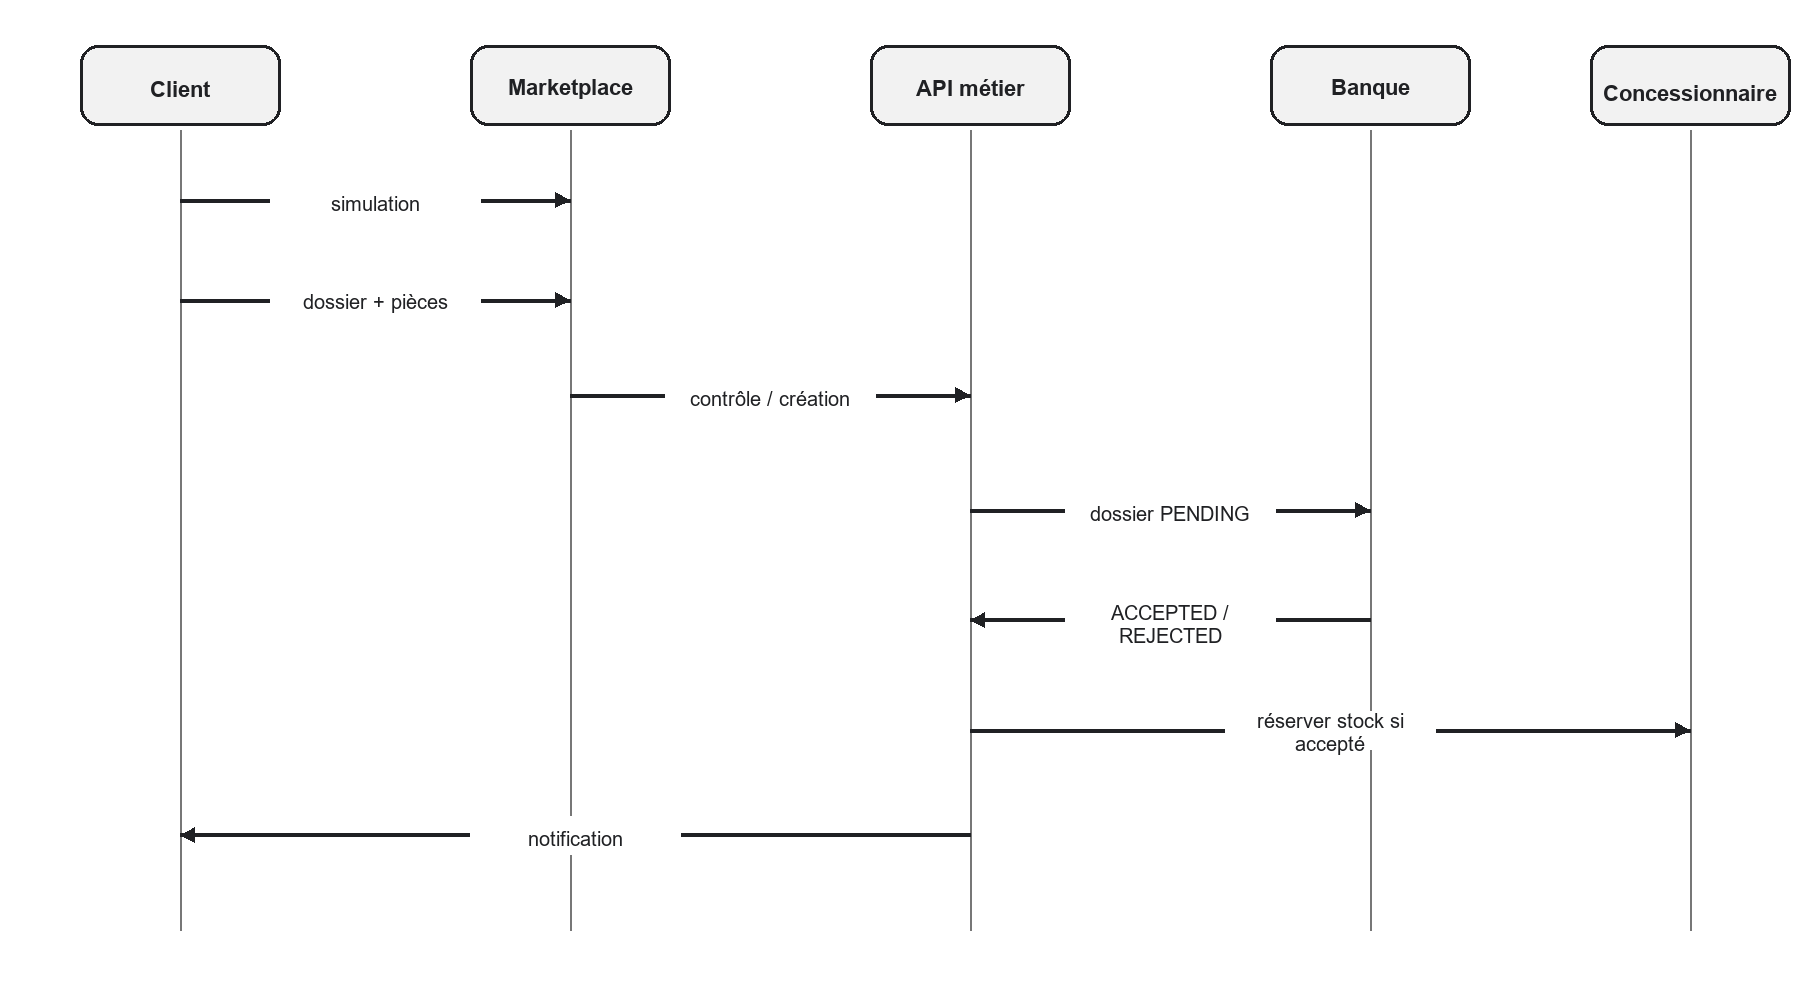 Client
Marketplace
API métier
Banque
Concessionnaire
simulation
dossier + pièces
contrôle / création
dossier PENDING
ACCEPTED /
REJECTED
réserver stock si
accepté
notification